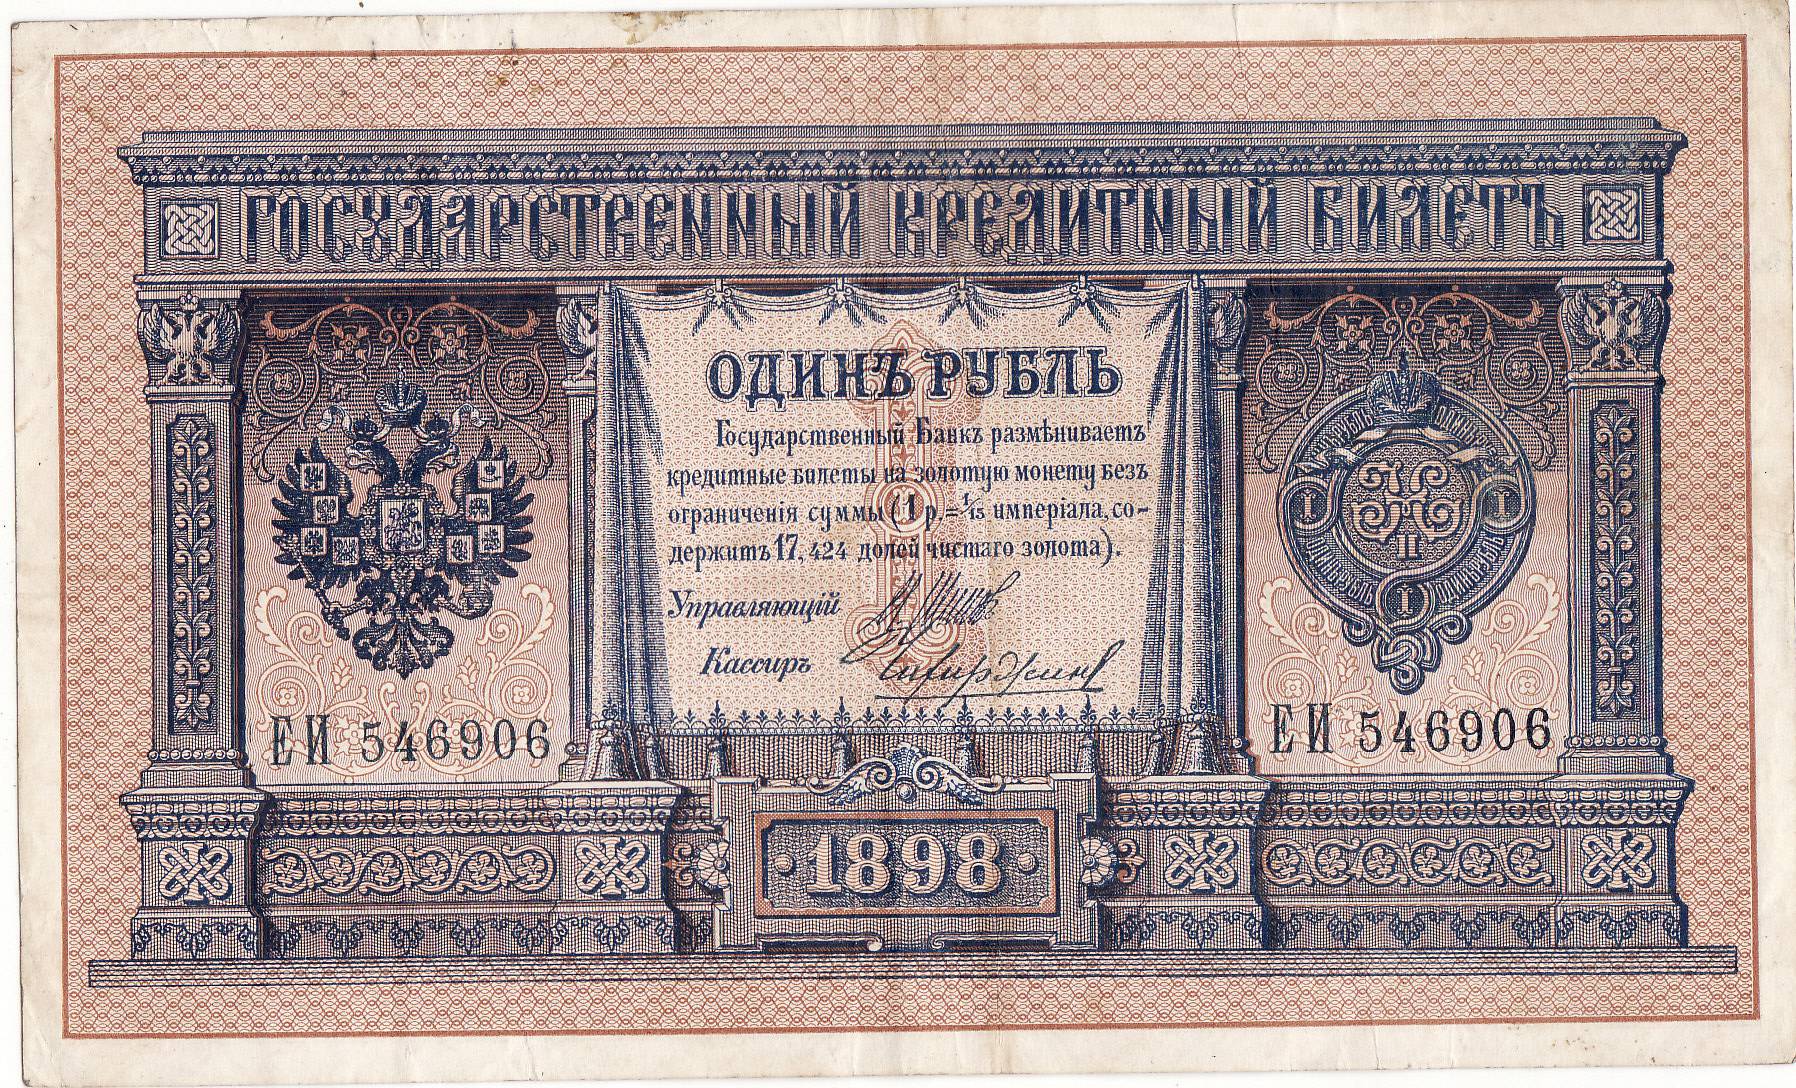 ГОСУДАРСТВЕННЫЙ КРЕДИТНЫЙ БИЛЕТЪ
ОДИНЪ РУБЛЬ
Государственный Банкъ размѣниваетъ
кредитные билеты на золотую монету безъ
ограниченія суммы (1 р. = 1/15 имперіала, со-
держитъ 17,424 долей чистаго золота).
Управляющій
Кассиръ
ЕИ 546906
ЕИ 546906
1898
I I
II
I